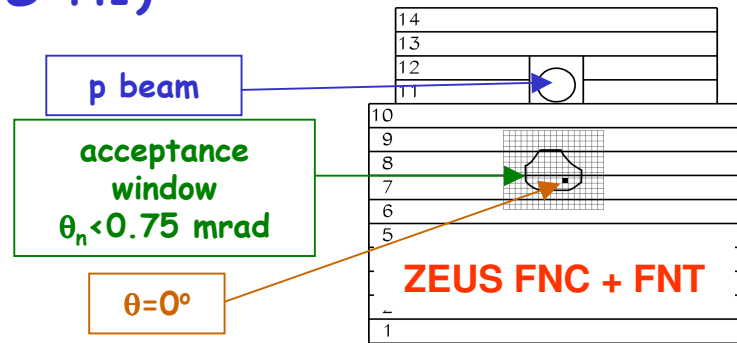 p beam
acceptance
window
θn<0.75 mrad
θ=0°
14
13
12
11
10
9
8
7
6
5
ZEUS FNC + FNT
1